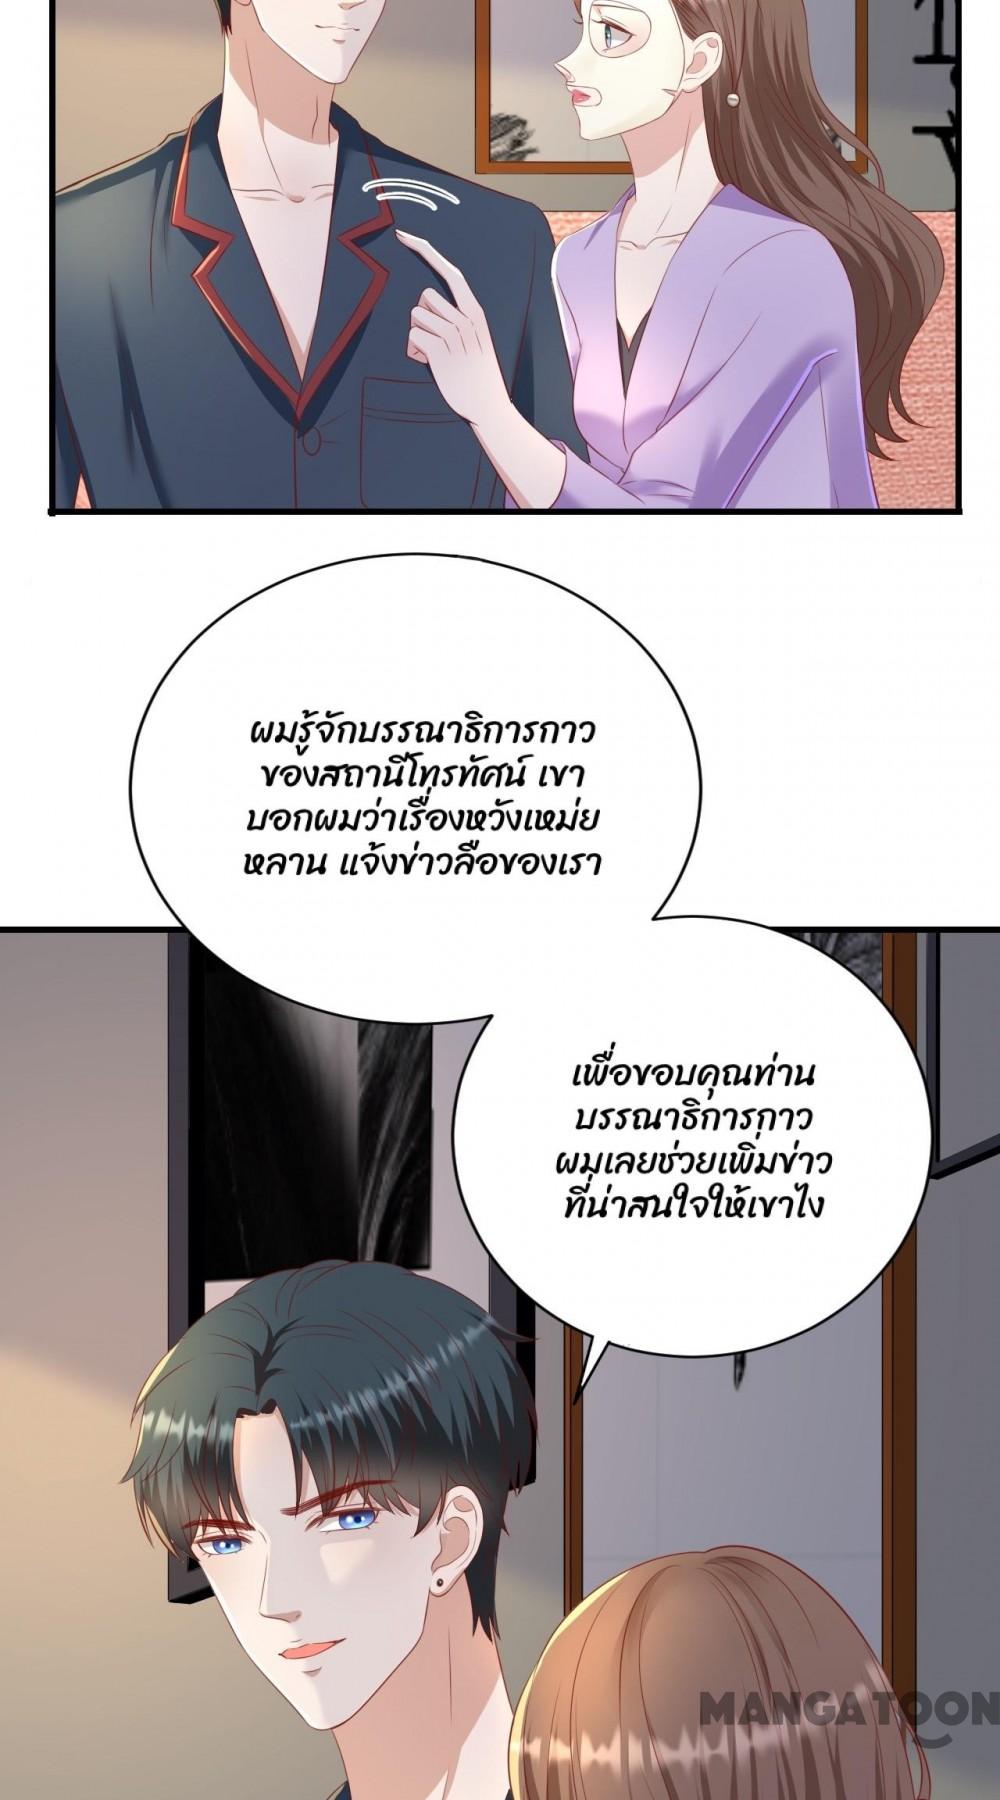 ผมรู้จักบรรณาธิการกาว
ของสถานีโทรทัศน์ เขา
บอกผมว่าเรื่องหวังเหม่ย
หลาน แจ้งข่าวลือของเรา
เพื่อขอบคุณท่าน
บรรณาธิการกาว
ผมเลยช่วยเพิ่มข่าว
ที่น่าสนใจให้เขาไง
MANGATOON